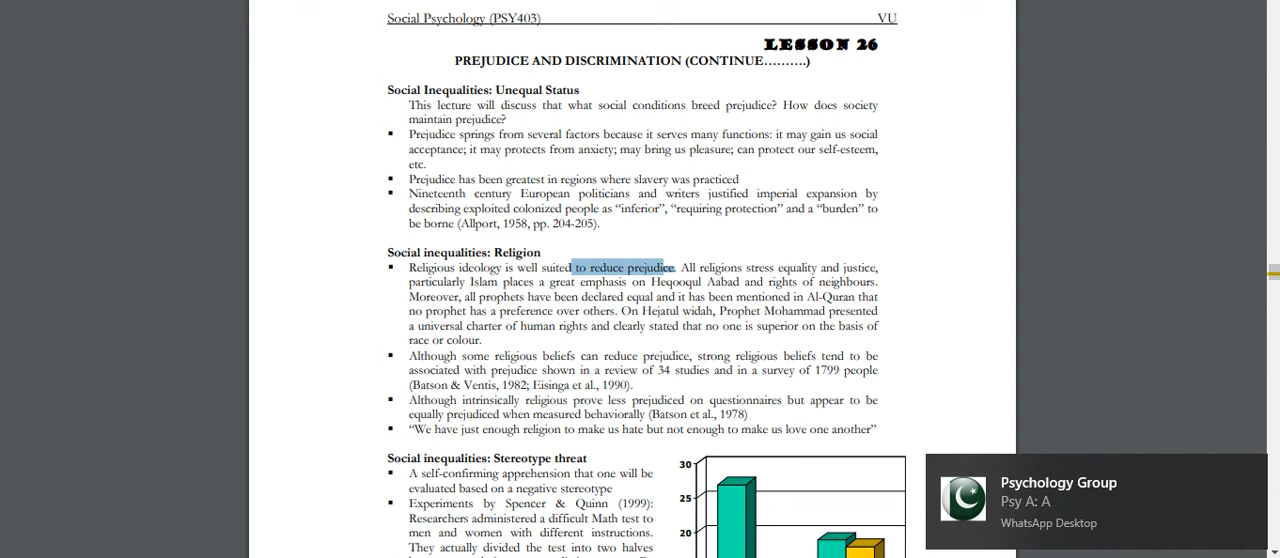 Social Psychology (PSY403) VU
LESSON 26
PREJUDICE AND DISCRIMINATION (CONTINUE……….)
Social Inequalities: Unequal Status
This lecture will discuss that what social conditions breed prejudice? How does society
maintain prejudice?
▪ Prejudice springs from several factors because it serves many functions: it may gain us social
acceptance; it may protects from anxiety; may bring us pleasure; can protect our self-esteem,
etc.
▪ Prejudice has been greatest in regions where slavery was practiced
▪ Nineteenth century European politicians and writers justified imperial expansion by
describing exploited colonized people as “inferior”, “requiring protection” and a “burden” to
be borne (Allport, 1958, pp. 204-205).
Social inequalities: Religion
▪ Religious ideology is well suited to reduce prejudice. All religions stress equality and justice,
particularly Islam places a great emphasis on Heqooqul Aabad and rights of neighbours.
Moreover, all prophets have been declared equal and it has been mentioned in Al-Quran that
no prophet has a preference over others. On Hejatul widah, Prophet Mohammad presented
a universal charter of human rights and clearly stated that no one is superior on the basis of
race or colour.
▪ Although some religious beliefs can reduce prejudice, strong religious beliefs tend to be
associated with prejudice shown in a review of 34 studies and in a survey of 1799 people
(Batson & Ventis, 1982; Eisinga et al., 1990).
▪ Although intrinsically religious prove less prejudiced on questionnaires but appear to be
equally prejudiced when measured behaviorally (Batson et al., 1978)
▪ “We have just enough religion to make us hate but not enough to make us love one another”
Social inequalities: Stereotype threat
▪ A self-confirming apprehension that one will be
evaluated based on a negative stereotype
▪ Experiments by Spencer & Quinn (1999):
Researchers administered a difficult Math test to
men and women with different instructions.
They actually divided the test into two halves
30
25
20
Psychology Group
Psy A: A
WhatsApp Desktop